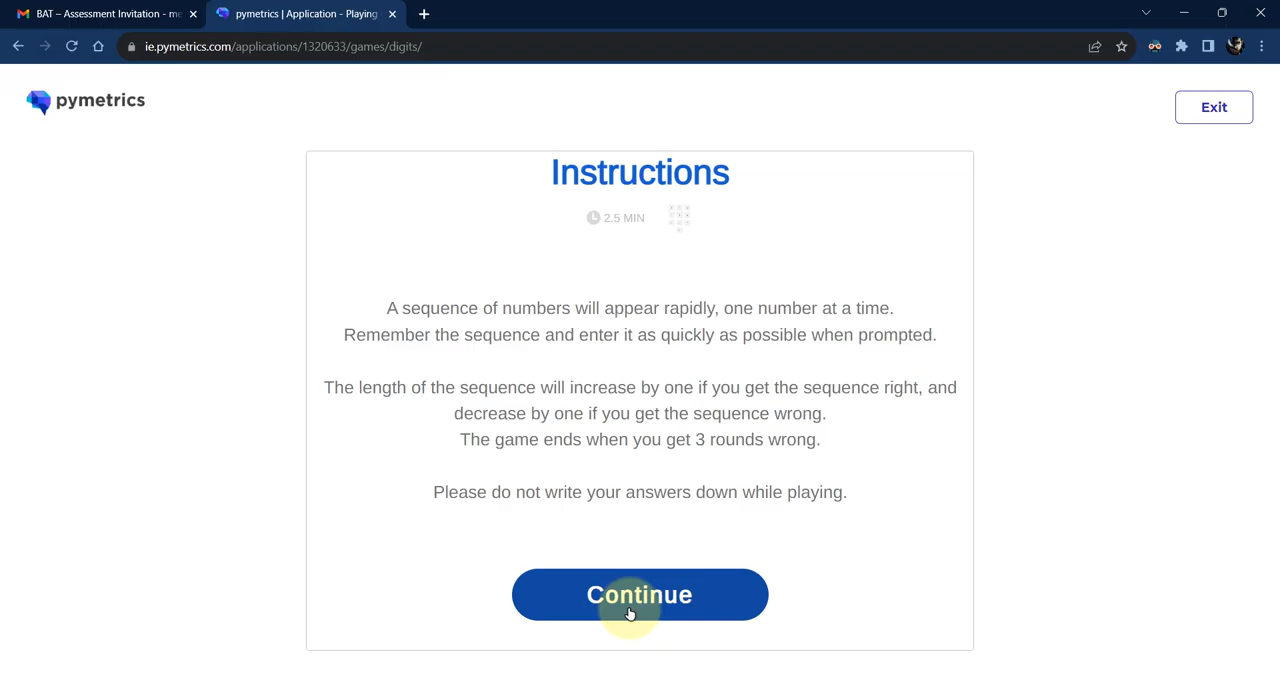 BAT – Assessment Invitation - me
pymetrics | Application - Playing
ie.pymetrics.com/applications/1320633/games/digits/
pymetrics
Exit
Instructions
2.5 MIN
A sequence of numbers will appear rapidly, one number at a time.
Remember the sequence and enter it as quickly as possible when prompted.
The length of the sequence will increase by one if you get the sequence right, and
decrease by one if you get the sequence wrong.
The game ends when you get 3 rounds wrong.
Please do not write your answers down while playing.
Continue